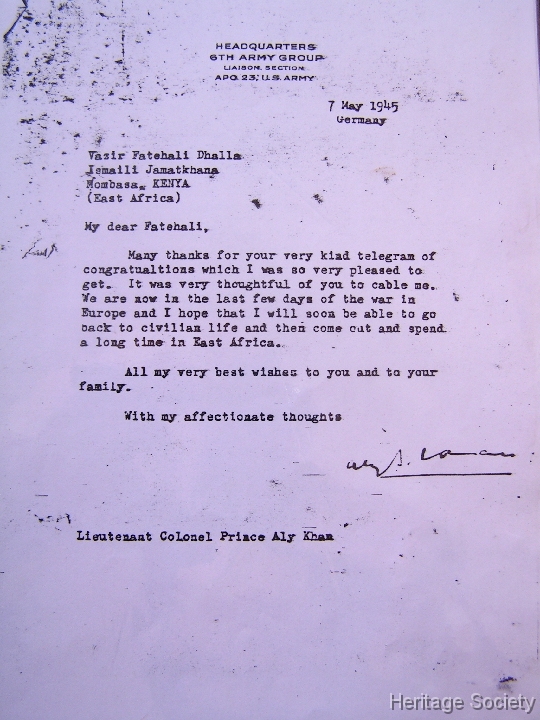 HEADQUARTERS
6TH ARMY GROUP
LIAISON SECTION
APO 23, U.S. ARMY
7 May 1945
Germany
Vazir Fatehali Dhalla
Ismaili Jamatkhana
Mombasa, KENYA
(East Africa)
My dear Fatehali,
Many thanks for your very kind telegram of
congratualtions which I was so very pleased to
get. It was very thoughtful of you to cable me.
We are now in the last few days of the war in
Europe and I hope that I will soon be able to go
back to civilian life and then come out and spend
a long time in East Africa.
All my very best wishes to you and to your
family.
With my affectionate thoughts
Aly S. Khan
Lieutenant Colonel Prince Aly Khan
Heritage Society